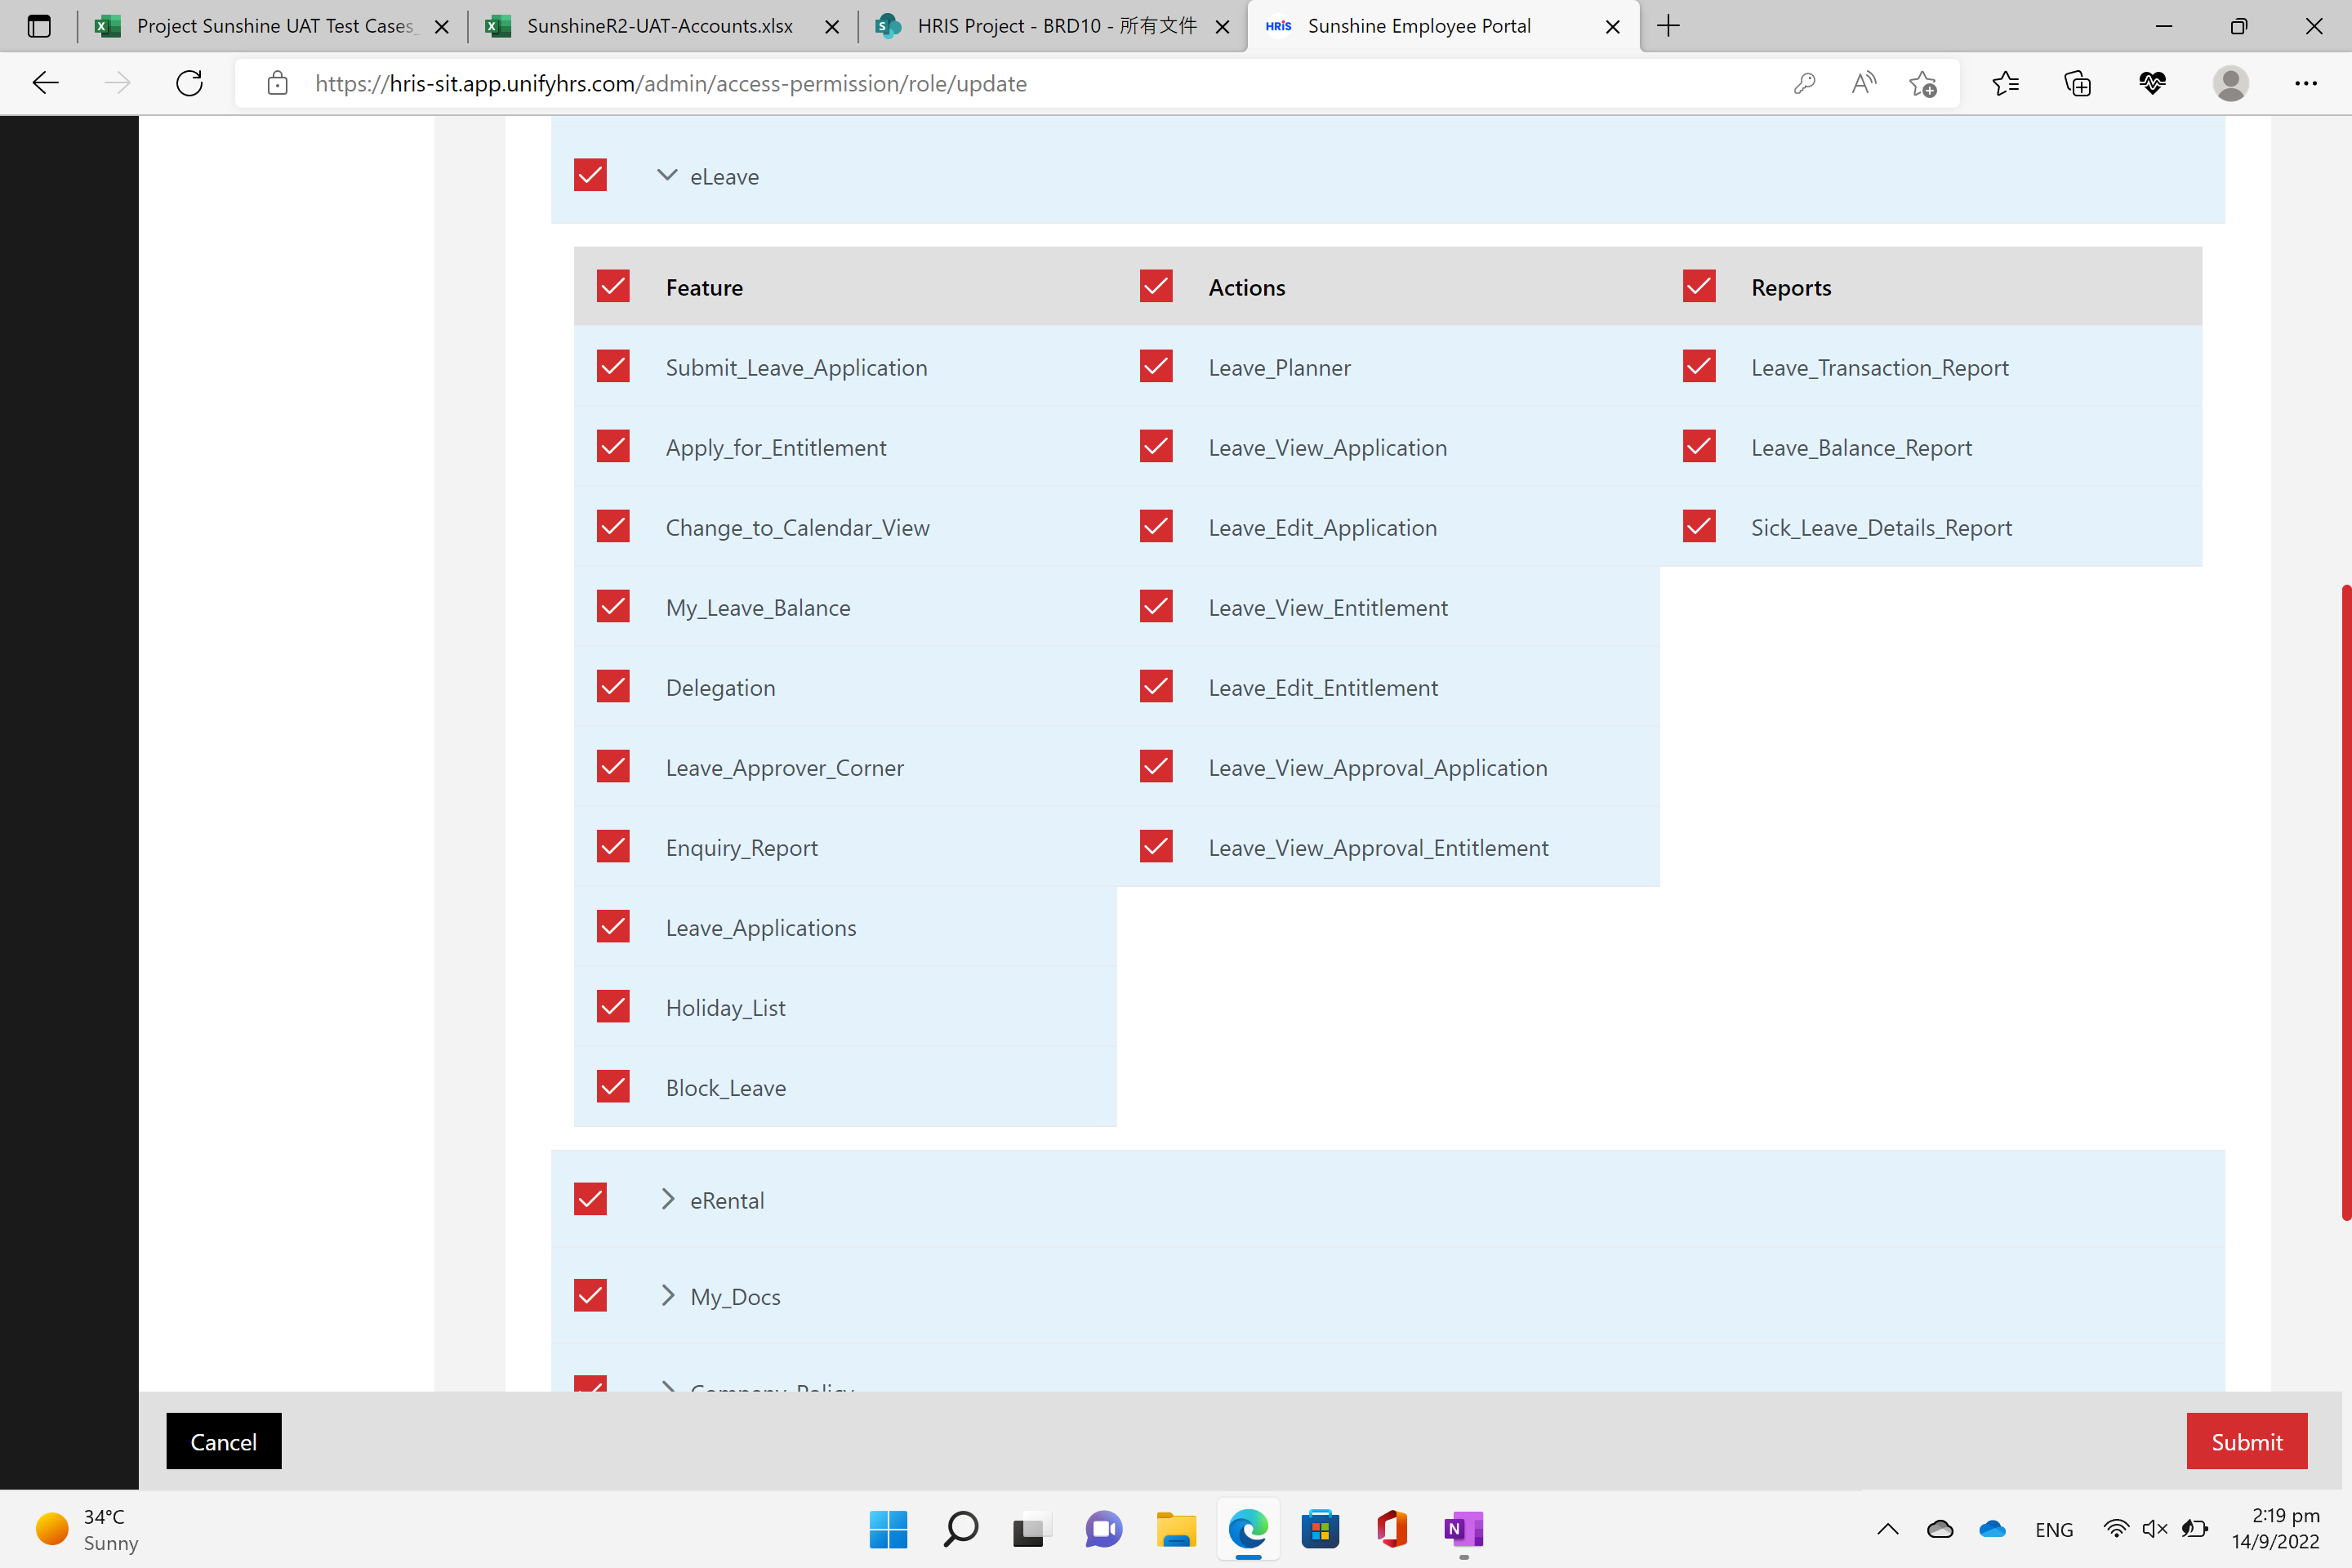 Project Sunshine UAT Test Cases_
SunshineR2-UAT-Accounts.xlsx
HRIS Project - BRD10 - 所有文件
HRIS
Sunshine Employee Portal
https://hris-sit.app.unifyhrs.com/admin/access-permission/role/update
eLeave
Feature Actions Reports
Submit_Leave_Application Leave_Planner Leave_Transaction_Report
Apply_for_Entitlement Leave_View_Application Leave_Balance_Report
Change_to_Calendar_View Leave_Edit_Application Sick_Leave_Details_Report
My_Leave_Balance Leave_View_Entitlement
Delegation Leave_Edit_Entitlement
Leave_Approver_Corner Leave_View_Approval_Application
Enquiry_Report Leave_View_Approval_Entitlement
Leave_Applications
Holiday_List
Block_Leave
eRental
My_Docs
Company_Policy
Cancel Submit
34°C
Sunny
ENG
2:19 pm
14/9/2022